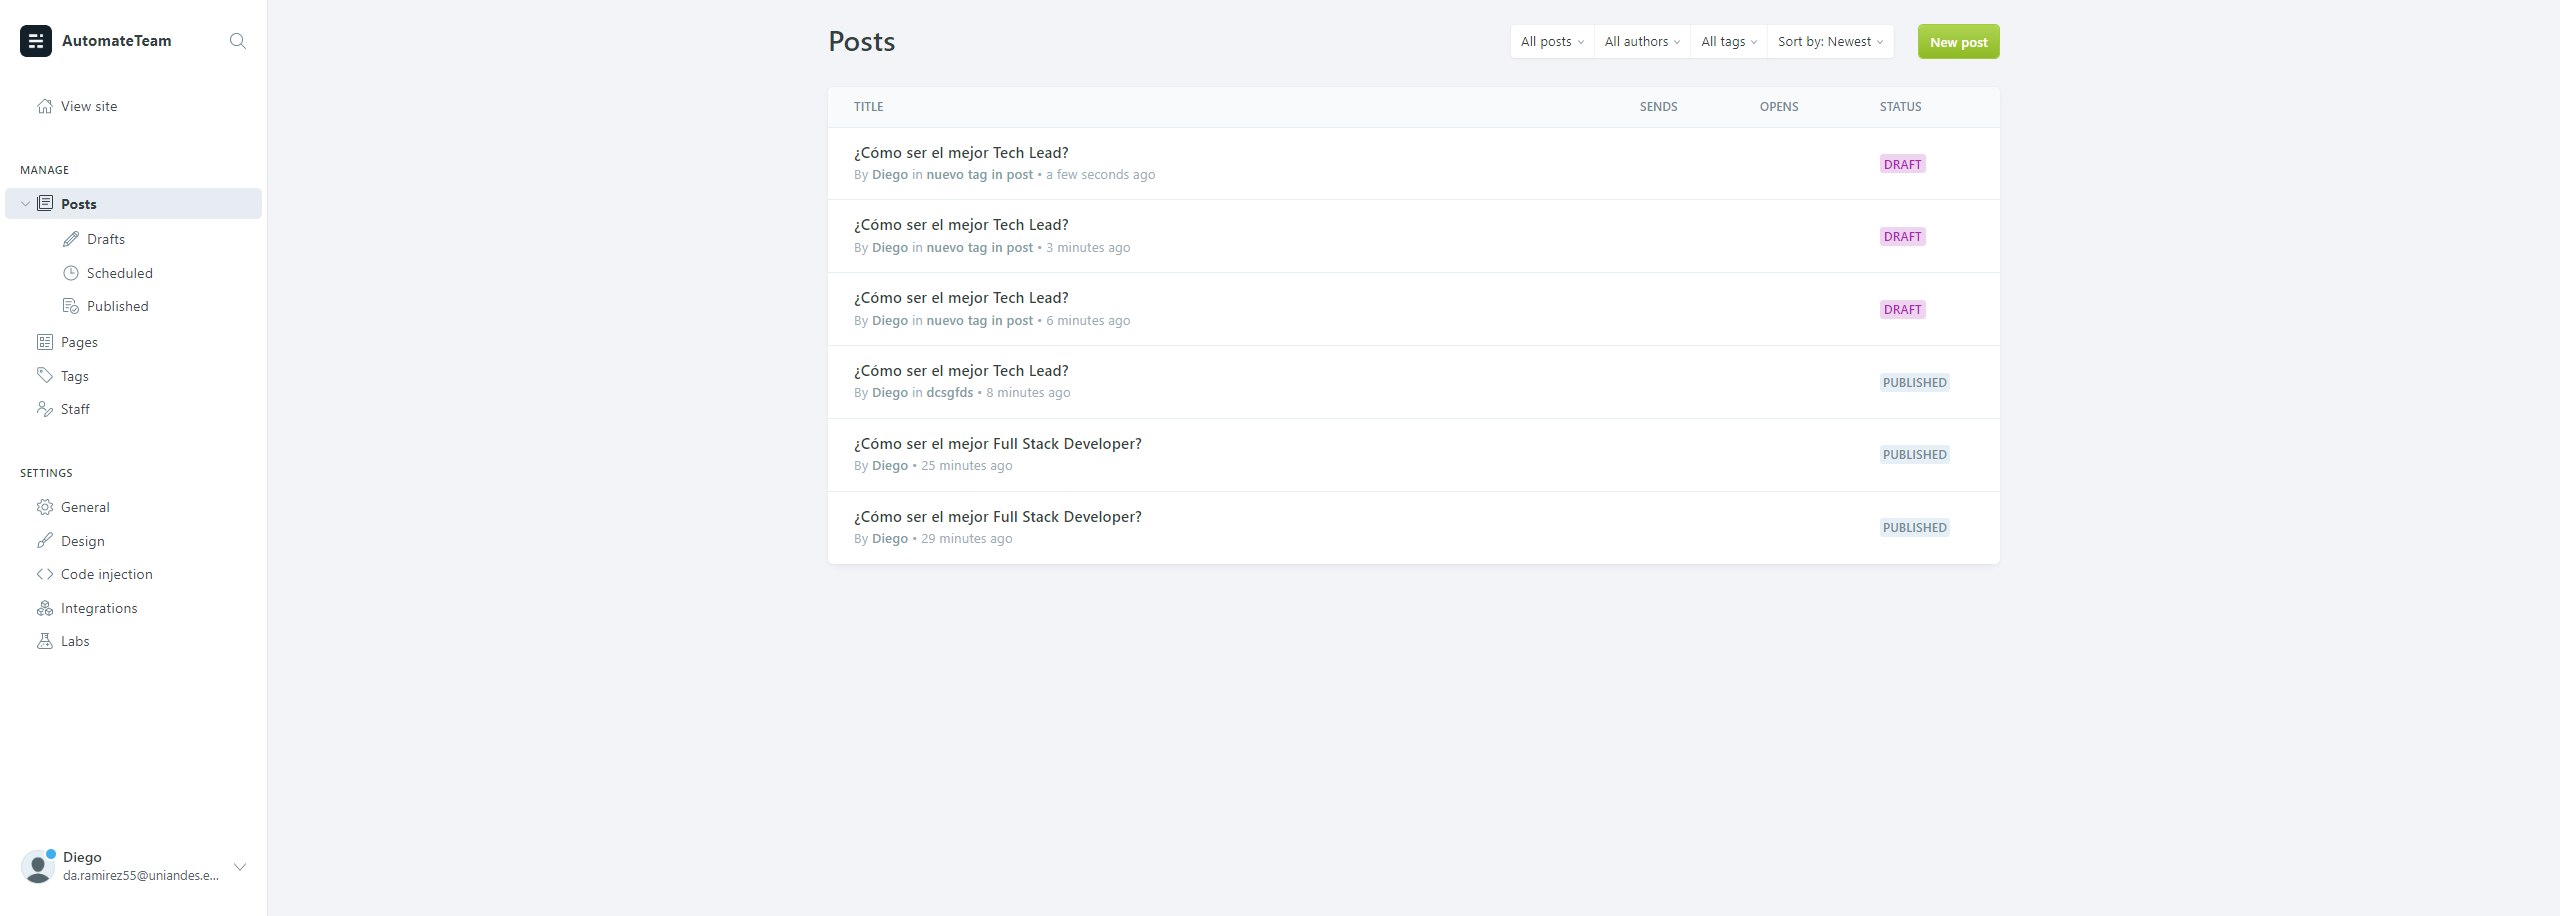 AutomateTeam
View site
MANAGE
Posts
Drafts
Scheduled
Published
Pages
Tags
Staff
SETTINGS
General
Design
Code injection
Integrations
Labs
Diego
da.ramirez55@uniandes.e...
Posts
All posts
All authors
All tags
Sort by: Newest
New post
TITLE SENDS OPENS STATUS
¿Cómo ser el mejor Tech Lead?
By Diego in nuevo tag in post • a few seconds ago
DRAFT
¿Cómo ser el mejor Tech Lead?
By Diego in nuevo tag in post • 3 minutes ago
DRAFT
¿Cómo ser el mejor Tech Lead?
By Diego in nuevo tag in post • 6 minutes ago
DRAFT
¿Cómo ser el mejor Tech Lead?
By Diego in dcsgfds • 8 minutes ago
PUBLISHED
¿Cómo ser el mejor Full Stack Developer?
By Diego • 25 minutes ago
PUBLISHED
¿Cómo ser el mejor Full Stack Developer?
By Diego • 29 minutes ago
PUBLISHED